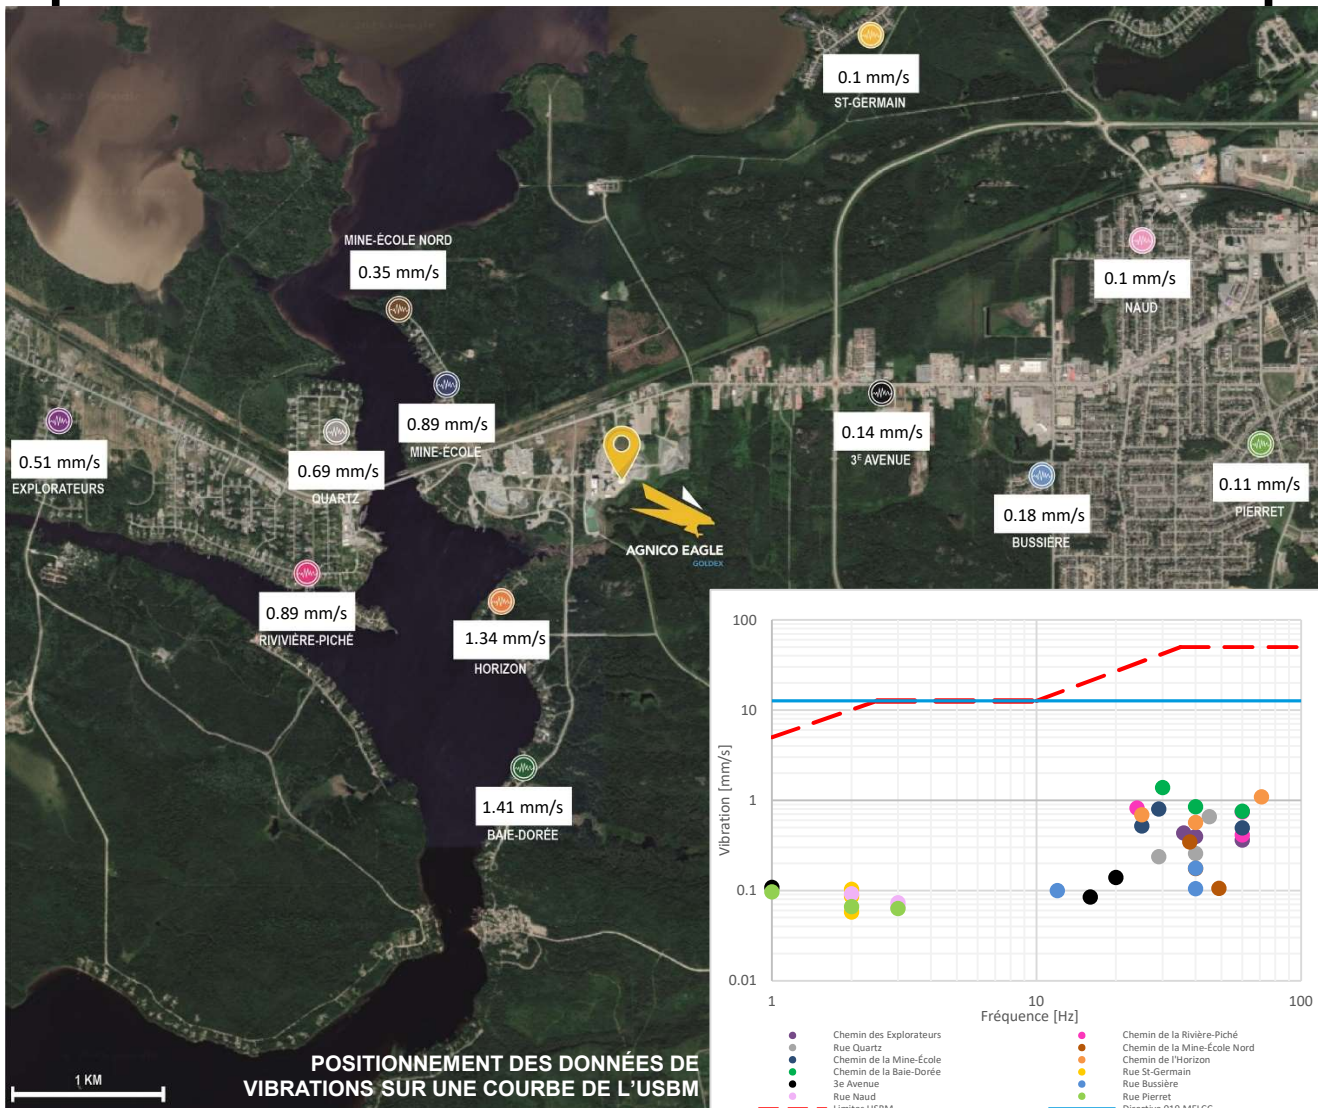 0.1 mm/s
ST-GERMAIN
MINE-ÉCOLE NORD
0.35 mm/s
0.1 mm/s
NAUD
0.89 mm/s
MINE-ÉCOLE
0.51 mm/s
EXPLORATEURS
0.69 mm/s
QUARTZ
0.14 mm/s
3E AVENUE
0.11 mm/s
PIERRET
0.18 mm/s
BUSSIÈRE
AGNICO EAGLE
GOLDEX
0.89 mm/s
RIVIVIÈRE-PICHÉ
1.34 mm/s
HORIZON
1.41 mm/s
BAIE-DORÉE
100
10
1
0.1
0.01
Vibration [mm/s]
1 10 100
Fréquence [Hz]
Chemin des Explorateurs
Chemin de la Rivière-Piché
Rue Quartz
Chemin de la Mine-École Nord
Chemin de la Mine-École
Chemin de l'Horizon
Chemin de la Baie-Dorée
Rue St-Germain
3e Avenue
Rue Bussière
Rue Naud
Rue Pierret
Limites USBM
Directive 019 MELCC
1 KM
POSITIONNEMENT DES DONNÉES DE
VIBRATIONS SUR UNE COURBE DE L'USBM